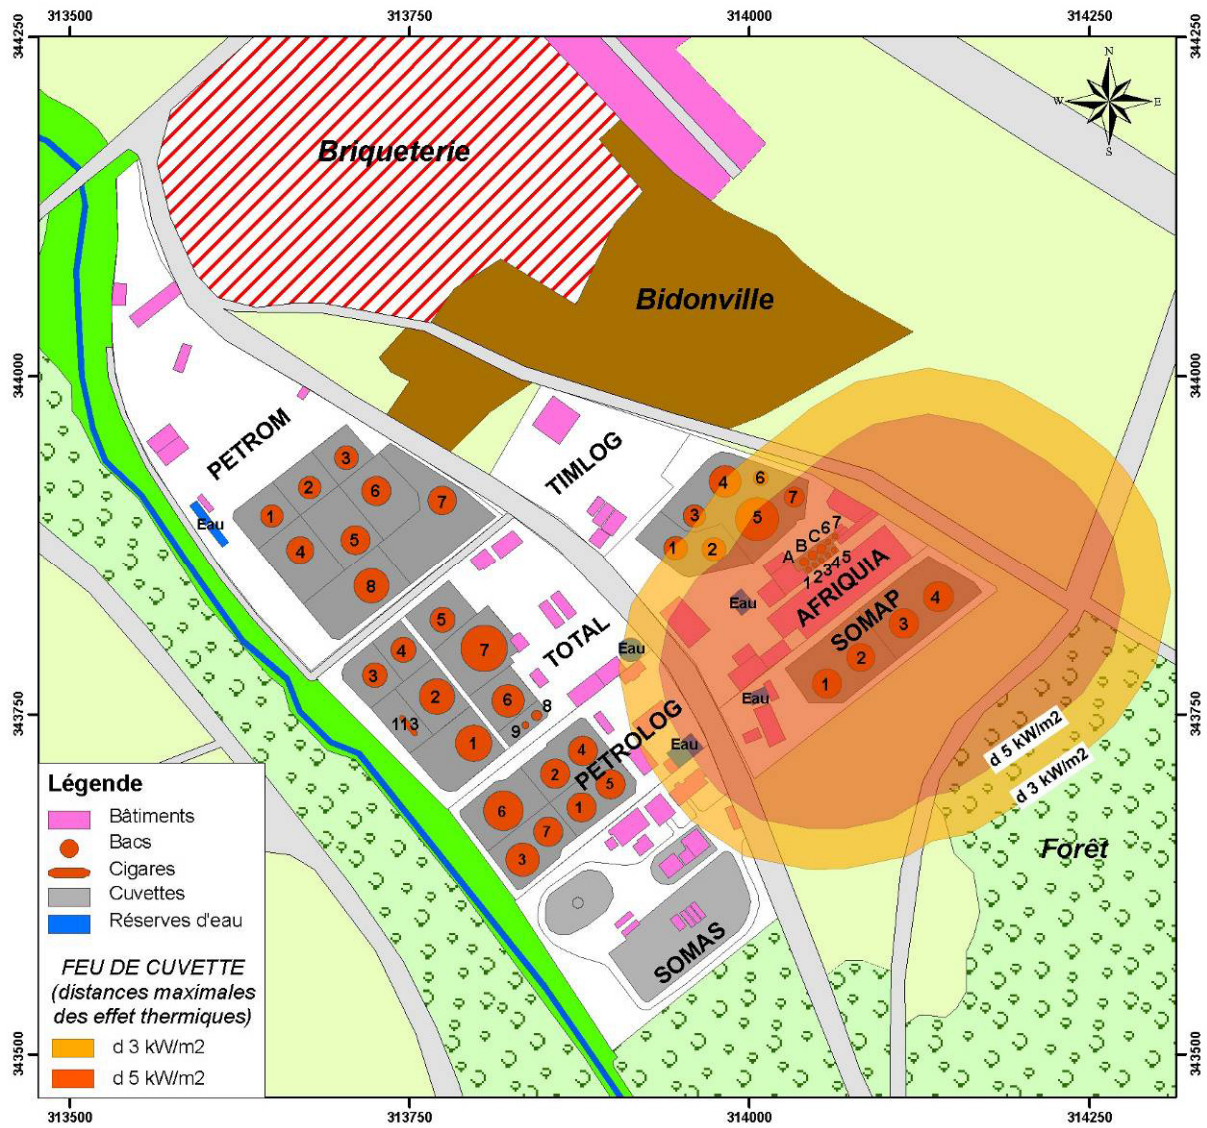 313500
313750
314000
314250
344250
344250
N
W
E
S
Briqueterie
Bidonville
344000
344000
PETROM
TIMLOG
3
2
6
1
7
Eau
4
5
8
4
6
7
3
5
1
2
A
B
C
6
7
1
2
3
4
5
AFRIQUIA
Eau
SOMAP
4
3
2
1
Eau
5
TOTAL
4
7
3
2
6
8
9
113
1
Eau
PETROLOG
Eau
4
2
5
6
1
7
3
343750
343750
d 5 kW/m2
d 3 kW/m2
Forêt
SOMAS
Légende
Bâtiments
Bacs
Cigares
Cuvettes
Réserves d'eau
FEU DE CUVETTE
(distances maximales
des effet thermiques)
d 3 kW/m2
d 5 kW/m2
343500
343500
313500
313750
314000
314250